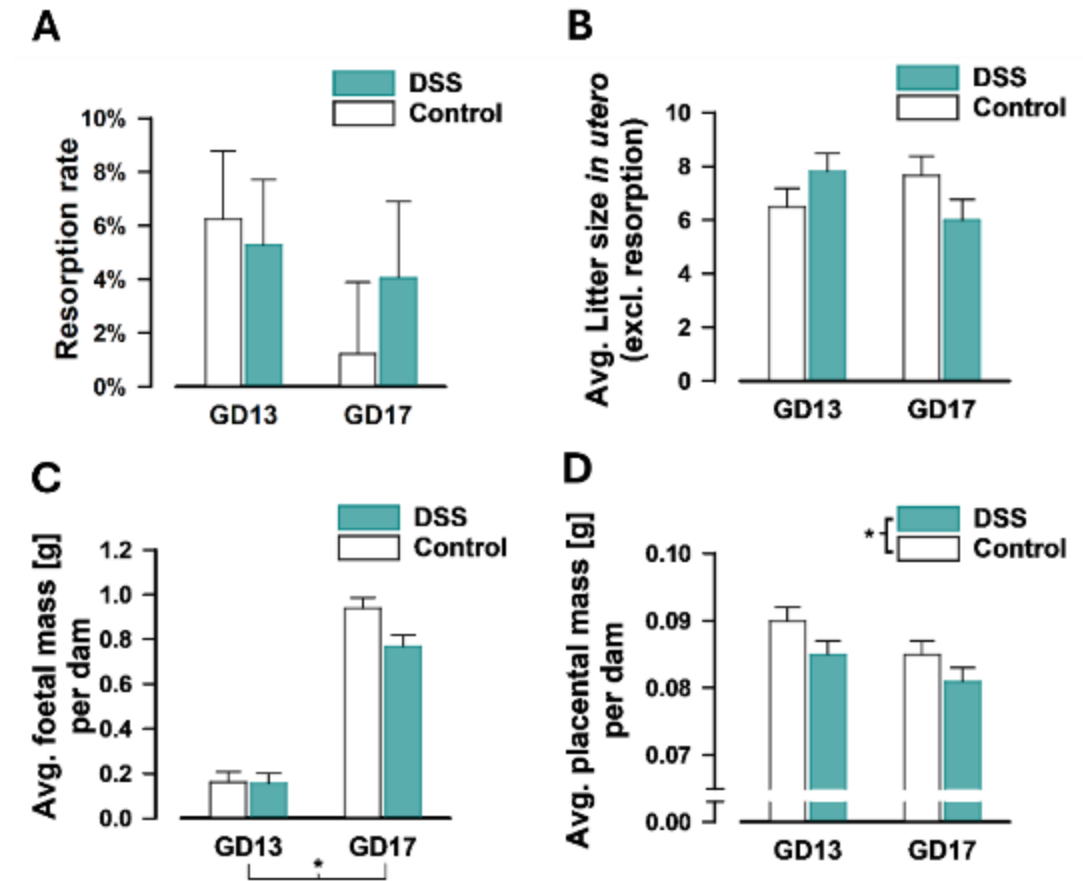 A
DSS
Control
Resorption rate
10%
8%
6%
4%
2%
0%
GD13 GD17
B
DSS
Control
Avg. Litter size in utero
(excl. resorption)
10
8
6
4
2
0
GD13 GD17
C
DSS
Control
Avg. foetal mass [g]
per dam
1.2
1.0
0.8
0.6
0.4
0.2
0.0
GD13 GD17
*
D
* DSS
Control
Avg. placental mass [g]
per dam
0.10
0.09
0.08
0.07
0.00
GD13 GD17